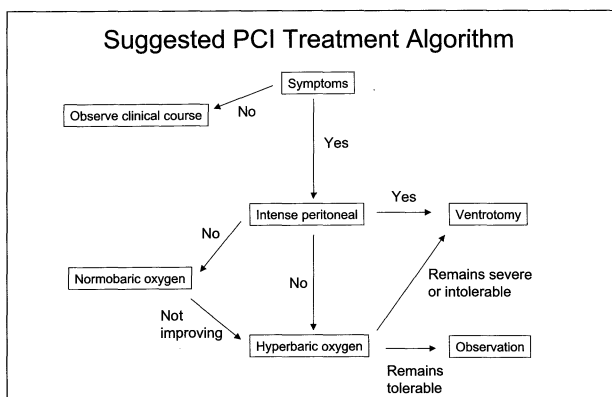 Suggested PCI Treatment Algorithm
Symptoms
No
Observe clinical course
Yes
Intense peritoneal
Yes
Ventrotomy
No
No
Normobaric oxygen
Remains severe
or intolerable
Not
improving
Hyperbaric oxygen
Observation
Remains
tolerable